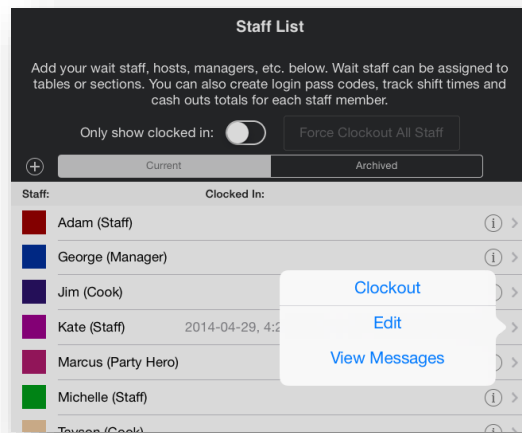 Staff List
Add your wait staff, hosts, managers, etc. below. Wait staff can be assigned to
tables or sections. You can also create login pass codes, track shift times and
cash outs totals for each staff member.
Only show clocked in:
Force Clockout All Staff
Current
Archived
Staff:
Clocked In:
Adam (Staff)
George (Manager)
Jim (Cook)
Clockout
Kate (Staff)
2014-04-29, 4:2
Edit
View Messages
Marcus (Party Hero)
Michelle (Staff)
Tayson (Cook)